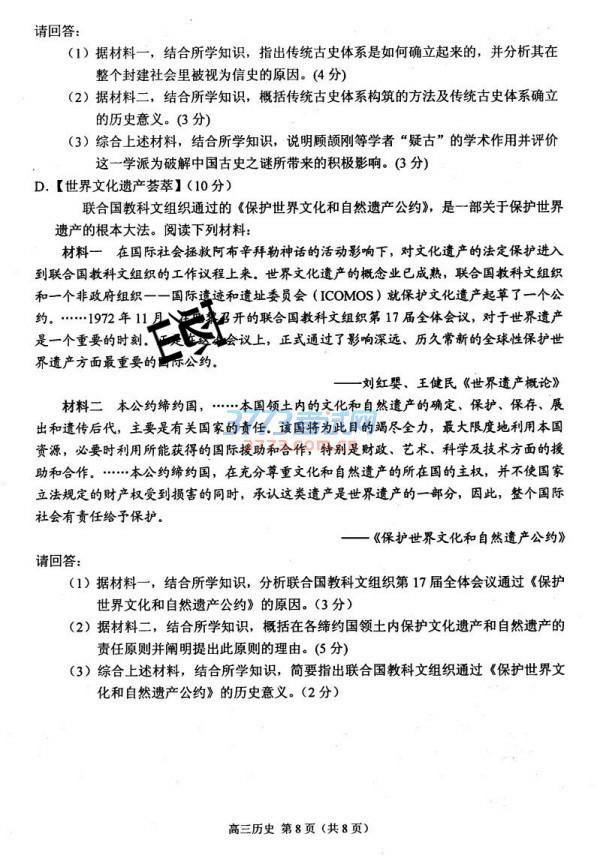 请回答：
（1）据材料一，结合所学知识，指出传统古史体系是如何确立起来的，并分析其在
整个封建社会里被视为信史的原因。(4 分)
（2）据材料二，结合所学知识，概括传统古史体系构筑的方法及传统古史体系确立
的历史意义。(3 分)
（3）综合上述材料，结合所学知识，说明顾颉刚等学者“疑古”的学术作用并评价
这一学派为破解中国古史之谜所带来的积极影响。(3 分)
D.【世界文化遗产荟萃】(10 分)
联合国教科文组织通过的《保护世界文化和自然遗产公约》，是一部关于保护世界
遗产的根本大法。阅读下列材料：
材料一 在国际社会拯救阿布辛拜勒神话的活动影响下，对文化遗产的法定保护进入
到联合国教科文组织的工作议程上来。世界文化遗产的概念业已成熟，联合国教科文组织
和一个非政府组织——国际遗迹和遗址委员会（ICOMOS）就保护文化遗产起草了一个公
约。……1972 年 11 月，召开的联合国教科文组织第 17 届全体会议，对于世界遗产
是一个重要的时刻。在这次会议上，正式通过了影响深远、历久常新的全球性保护世
界遗产方面最重要的国际公约。
——刘红婴、王健民《世界遗产概论》
材料二 本公约缔约国，……本国领土内的文化和自然遗产的确定、保护、保存、展
出和遗传后代，主要是有关国家的责任。该国将为此目的竭尽全力，最大限度地利用本国
资源，必要时利用所能获得的国际援助和合作，特别是财政、艺术、科学及技术方面的援
助和合作。……本公约缔约国，在充分尊重文化和自然遗产的所在国的主权，并不使国家
立法规定的财产权受到损害的同时，承认这类遗产是世界遗产的一部分，因此，整个国际
社会有责任给予保护。
——《保护世界文化和自然遗产公约》
3773考试网
3773.com.cn
请回答：
（1）据材料一，结合所学知识，分析联合国教科文组织第 17 届全体会议通过《保护
世界文化和自然遗产公约》的原因。（3 分）
（2）据材料二，结合所学知识，概括在各缔约国领土内保护文化遗产和自然遗产的
责任原则并阐明提出此原则的理由。(5 分)
（3）综合上述材料，结合所学知识，简要指出联合国教科文组织通过《保护世界文
化和自然遗产公约》的历史意义。（2 分）
高三历史 第 8 页（共 8 页）